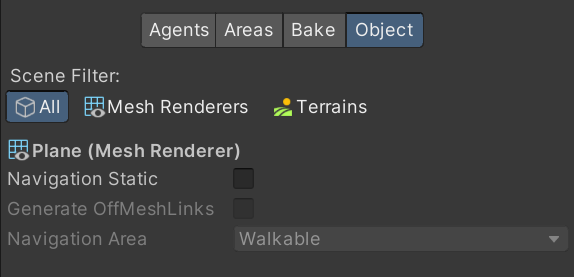 Agents Areas Bake Object
Scene Filter:
All Mesh Renderers Terrains
Plane (Mesh Renderer)
Navigation Static
Generate OffMeshLinks
Navigation Area Walkable